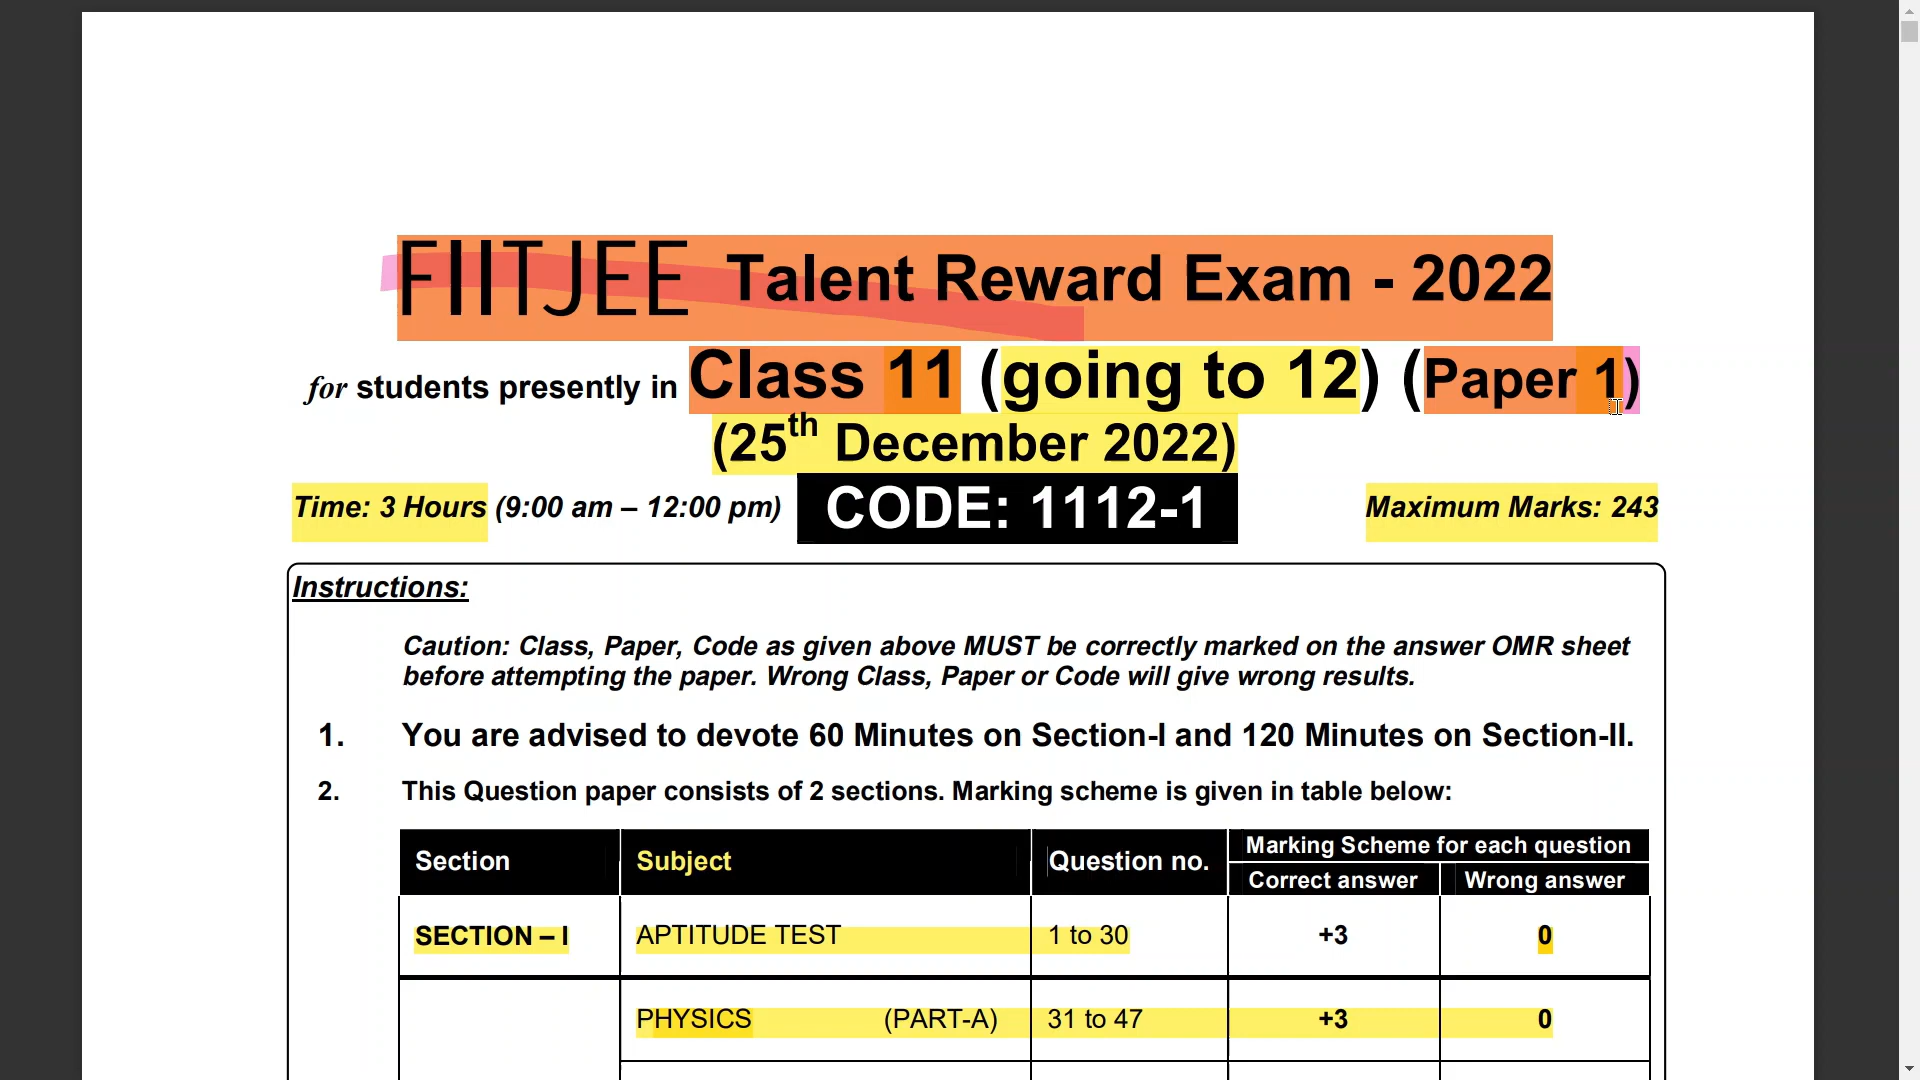 FIITJEE Talent Reward Exam - 2022
for students presently in Class 11 (going to 12) (Paper 1)
(25th December 2022)
Time: 3 Hours (9:00 am – 12:00 pm) CODE: 1112-1 Maximum Marks: 243
Instructions:
Caution: Class, Paper, Code as given above MUST be correctly marked on the answer OMR sheet
before attempting the paper. Wrong Class, Paper or Code will give wrong results.
1. You are advised to devote 60 Minutes on Section-I and 120 Minutes on Section-II.
2. This Question paper consists of 2 sections. Marking scheme is given in table below:
Section Subject Question no. Marking Scheme for each question
Correct answer Wrong answer
SECTION – I APTITUDE TEST 1 to 30 +3 0
PHYSICS (PART-A) 31 to 47 +3 0